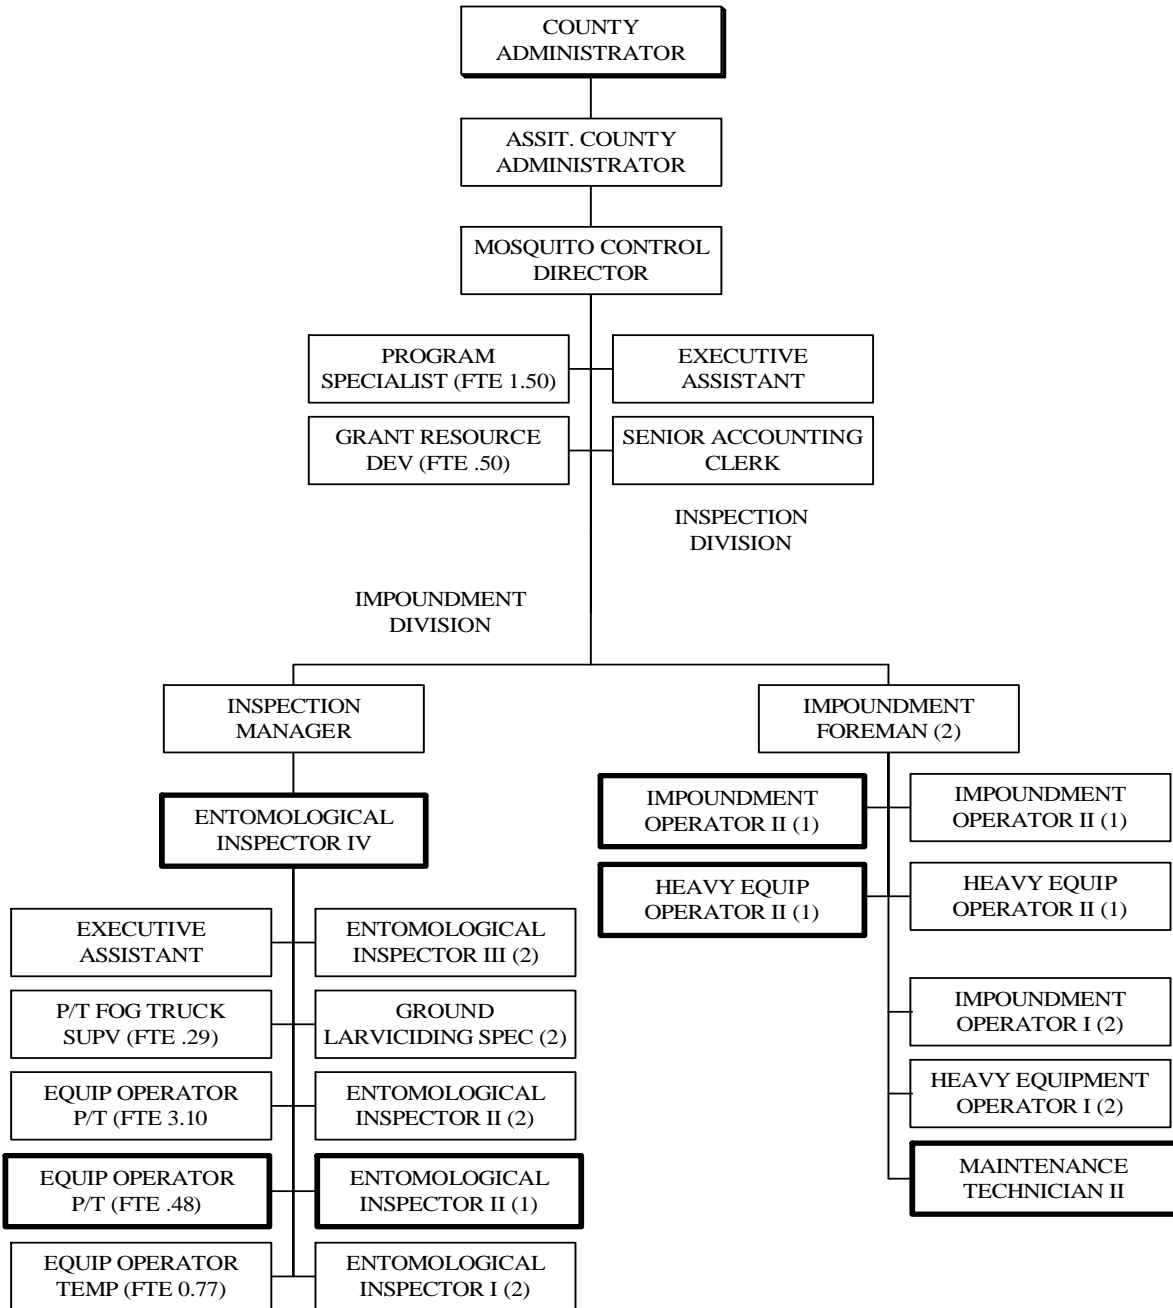 COUNTY
ADMINISTRATOR
ASSIT. COUNTY
ADMINISTRATOR
MOSQUITO CONTROL
DIRECTOR
PROGRAM
SPECIALIST (FTE 1.50)
EXECUTIVE
ASSISTANT
GRANT RESOURCE
DEV (FTE .50)
SENIOR ACCOUNTING
CLERK
INSPECTION
DIVISION
IMPOUNDMENT
DIVISION
INSPECTION
MANAGER
IMPOUNDMENT
FOREMAN (2)
ENTOMOLOGICAL
INSPECTOR IV
IMPOUNDMENT
OPERATOR II (1)
IMPOUNDMENT
OPERATOR II (1)
HEAVY EQUIP
OPERATOR II (1)
HEAVY EQUIP
OPERATOR II (1)
EXECUTIVE
ASSISTANT
ENTOMOLOGICAL
INSPECTOR III (2)
P/T FOG TRUCK
SUPV (FTE .29)
GROUND
LARVICIDING SPEC (2)
IMPOUNDMENT
OPERATOR I (2)
EQUIP OPERATOR
P/T (FTE 3.10
ENTOMOLOGICAL
INSPECTOR II (2)
HEAVY EQUIPMENT
OPERATOR I (2)
EQUIP OPERATOR
P/T (FTE .48)
ENTOMOLOGICAL
INSPECTOR II (1)
MAINTENANCE
TECHNICIAN II
EQUIP OPERATOR
TEMP (FTE 0.77)
ENTOMOLOGICAL
INSPECTOR I (2)